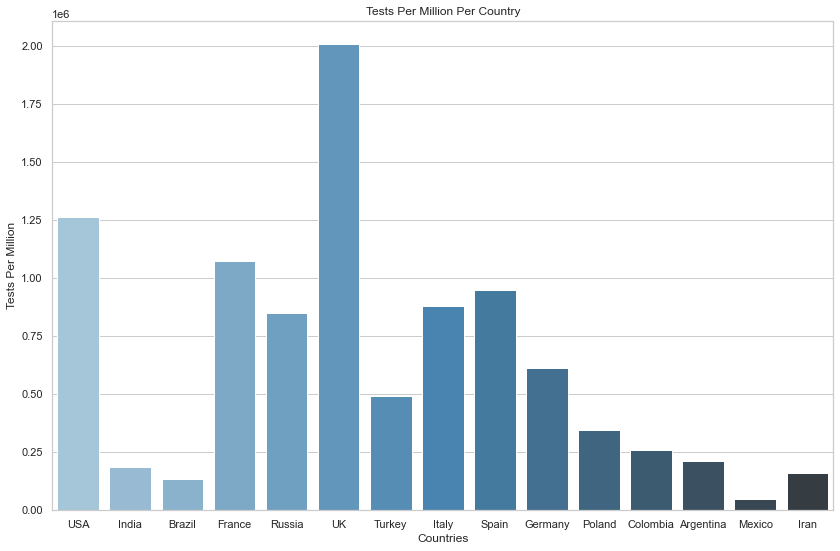 Tests Per Million Per Country
1e6
2.00
1.75
1.50
1.25
1.00
0.75
0.50
0.25
0.00
Tests Per Million
USA India Brazil France Russia UK Turkey Italy Spain Germany Poland Colombia Argentina Mexico Iran
Countries